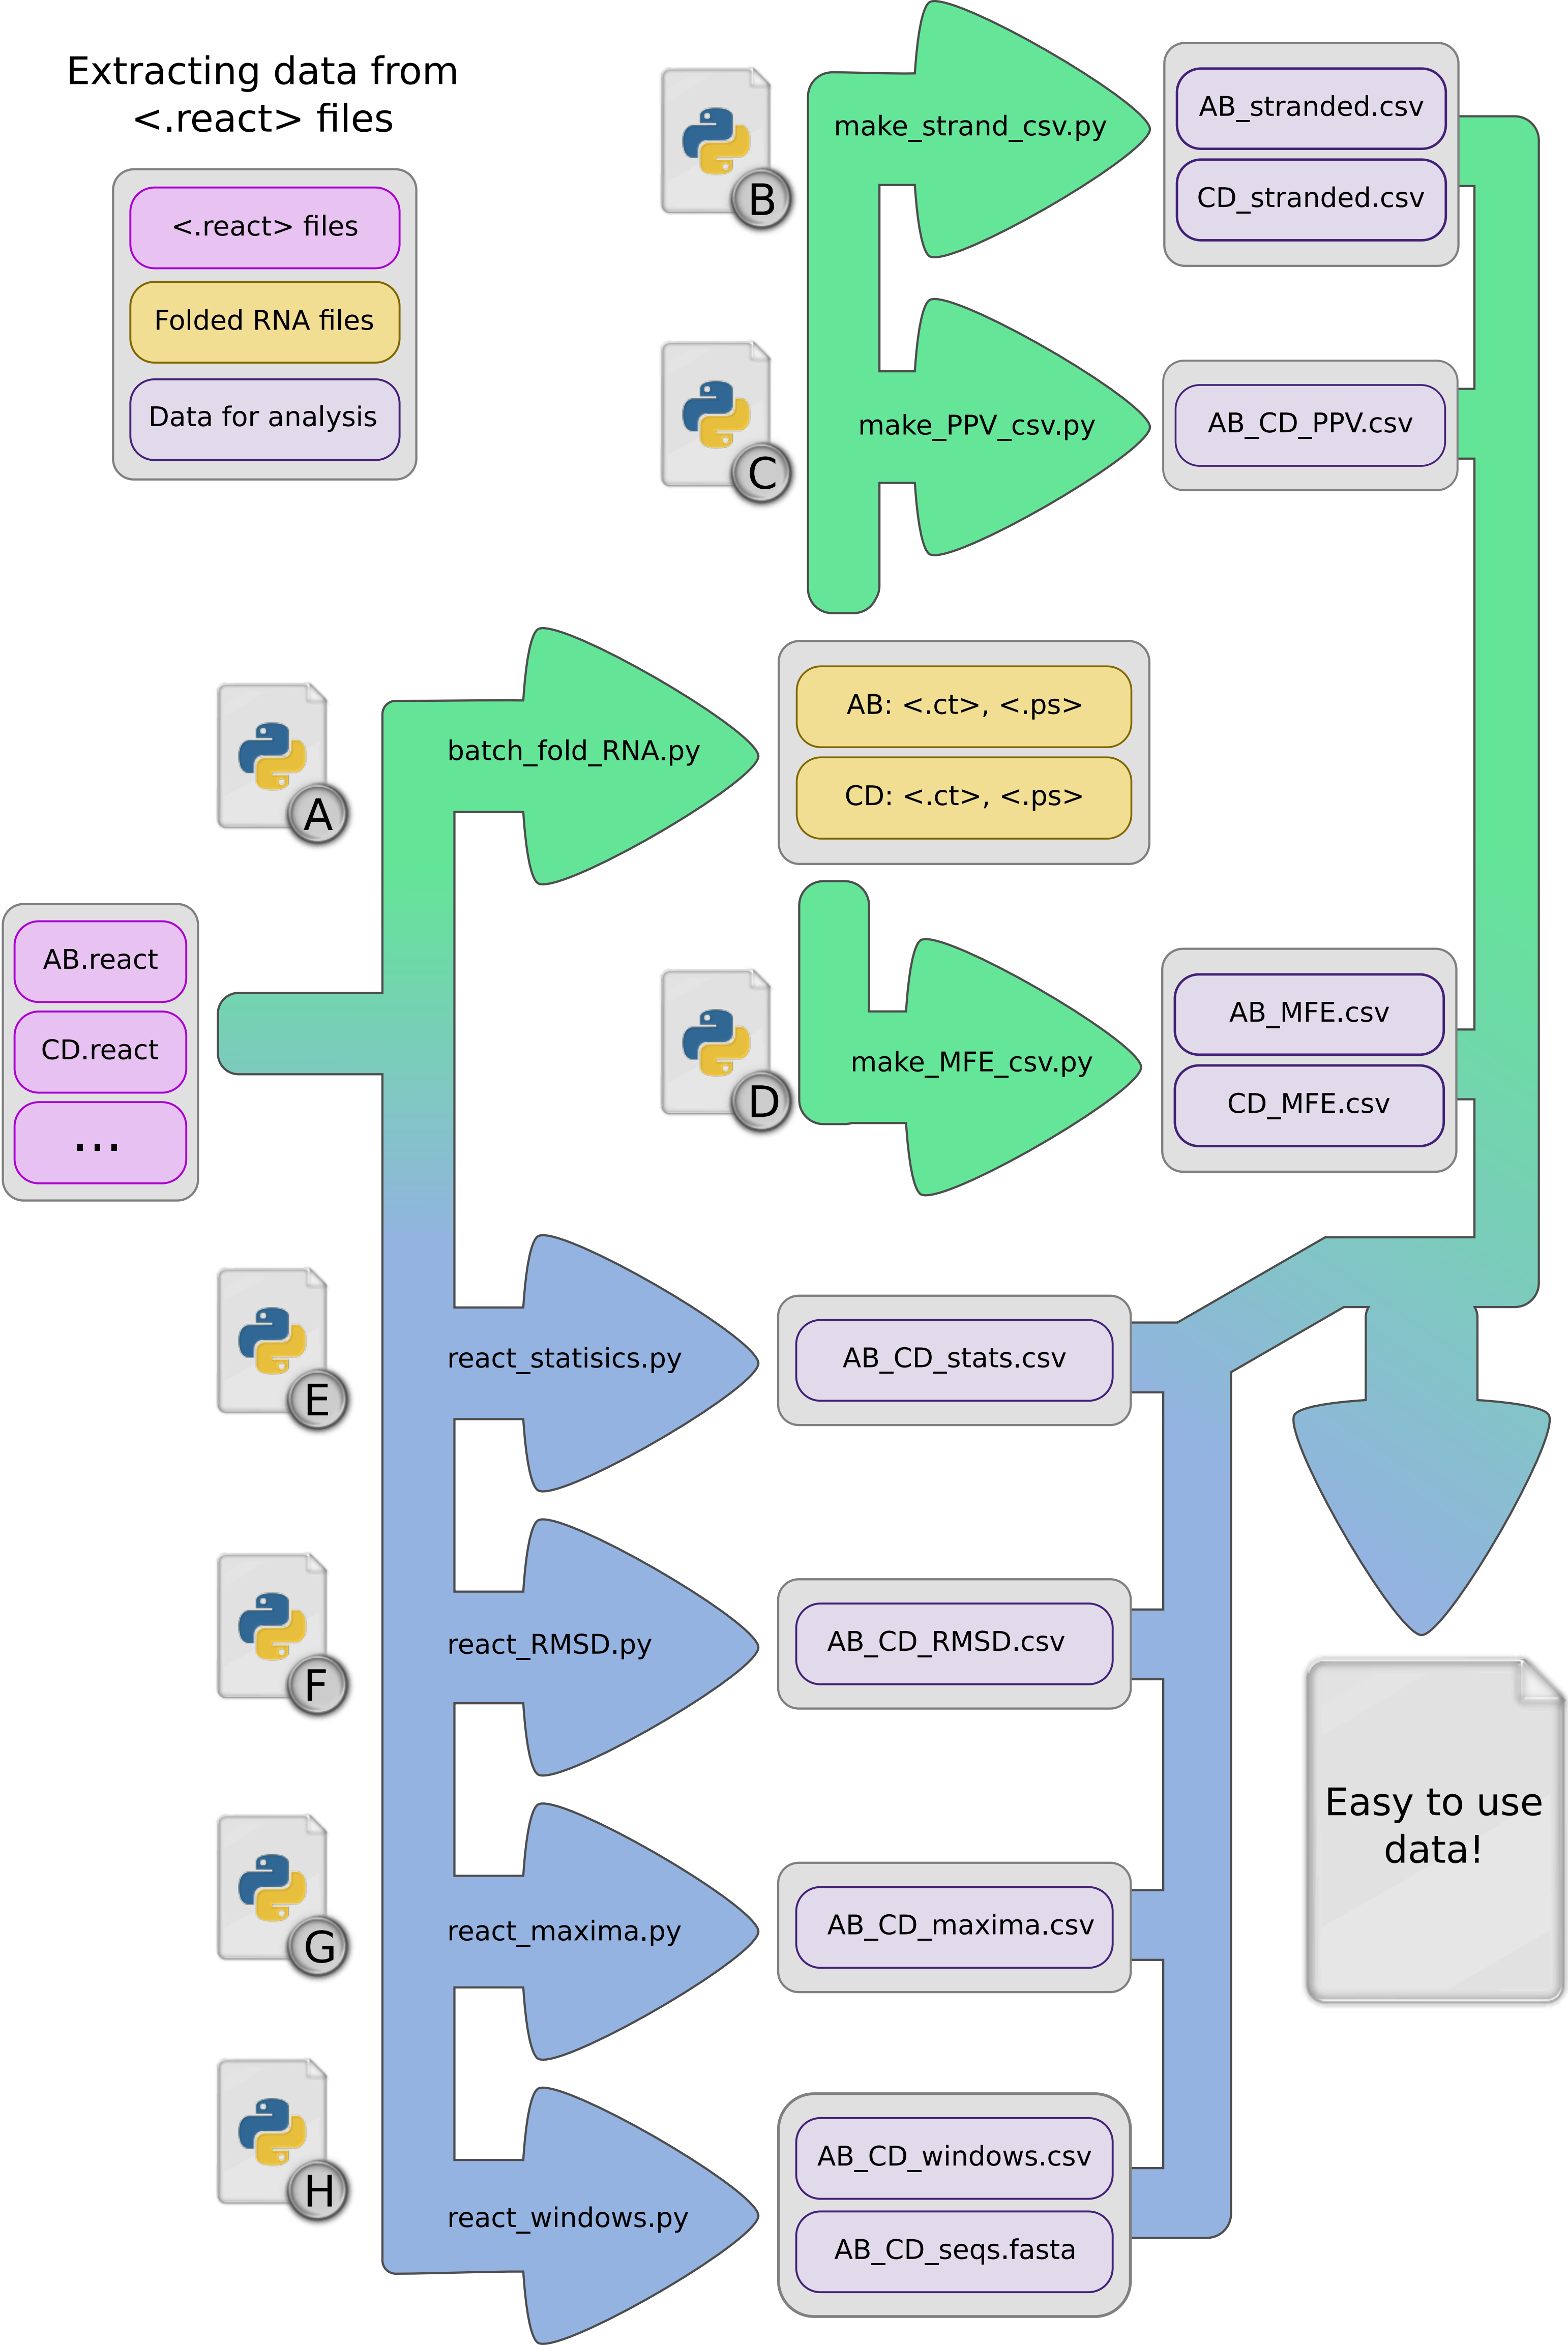 Extracting data from
<.react> files
<.react> files
Folded RNA files
Data for analysis
B
make_strand_csv.py
AB_stranded.csv
CD_stranded.csv
C
make_PPV_csv.py
AB_CD_PPV.csv
A
batch_fold_RNA.py
AB: <.ct>, <.ps>
CD: <.ct>, <.ps>
AB.react
CD.react
...
D
make_MFE_csv.py
AB_MFE.csv
CD_MFE.csv
E
react_statisics.py
AB_CD_stats.csv
F
react_RMSD.py
AB_CD_RMSD.csv
G
react_maxima.py
AB_CD_maxima.csv
H
react_windows.py
AB_CD_windows.csv
AB_CD_seqs.fasta
Easy to use
data!